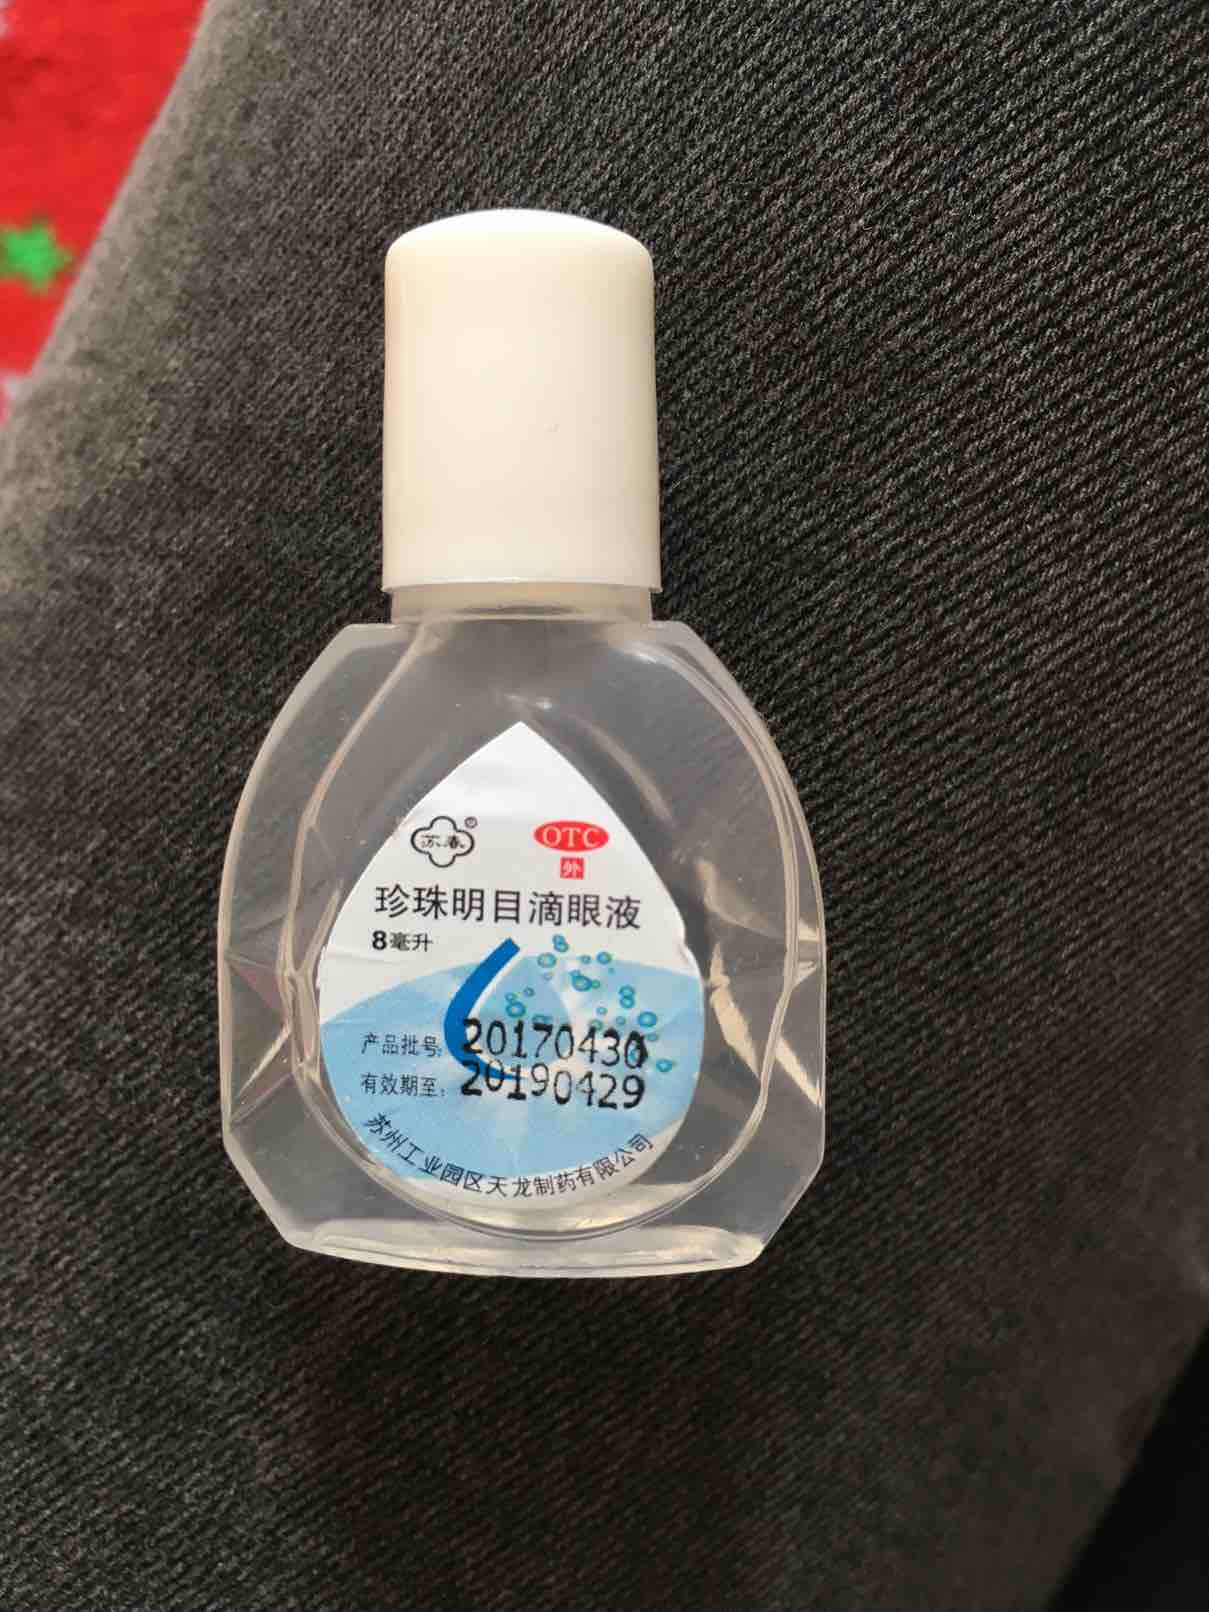 苏春®
OTC
外
珍珠明目滴眼液
8毫升
产品批号: 20170430
有效期至: 20190429
苏州工业园区天龙制药有限公司